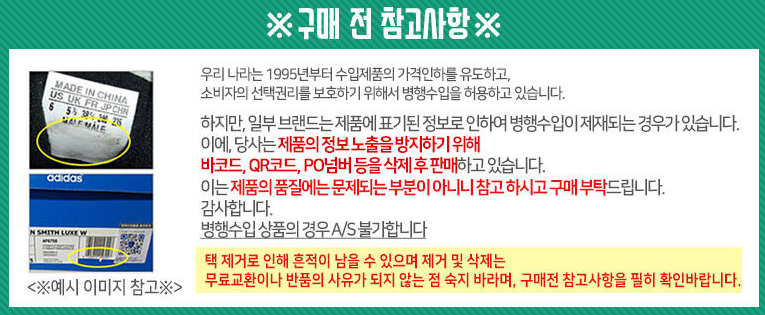 ※구매 전 참고사항※
우리 나라는 1995년부터 수입제품의 가격인하를 유도하고,
소비자의 선택권리를 보호하기 위해서 병행수입을 허용하고 있습니다.
하지만, 일부 브랜드는 제품에 표기된 정보로 인하여 병행수입이 제재되는 경우가 있습니다.
이에, 당사는 제품의 정보 노출을 방지하기 위해
바코드, QR코드, PO넘버 등을 삭제 후 판매하고 있습니다.
이는 제품의 품질에는 문제되는 부분이 아니니 참고 하시고 구매 부탁드립니다.
감사합니다.
병행수입 상품의 경우 A/S 불가합니다
택 제거로 인해 흔적이 남을 수 있으며 제거 및 삭제는
무료교환이나 반품의 사유가 되지 않는 점 숙지 바라며, 구매전 참고사항을 필히 확인바랍니다.
MADE IN CHINA
US UK FR JP CHN
6 5½ 38⅔ 240 235
MALE/MALE
adidas
N SMITH LUXE W
<※예시 이미지 참고※>